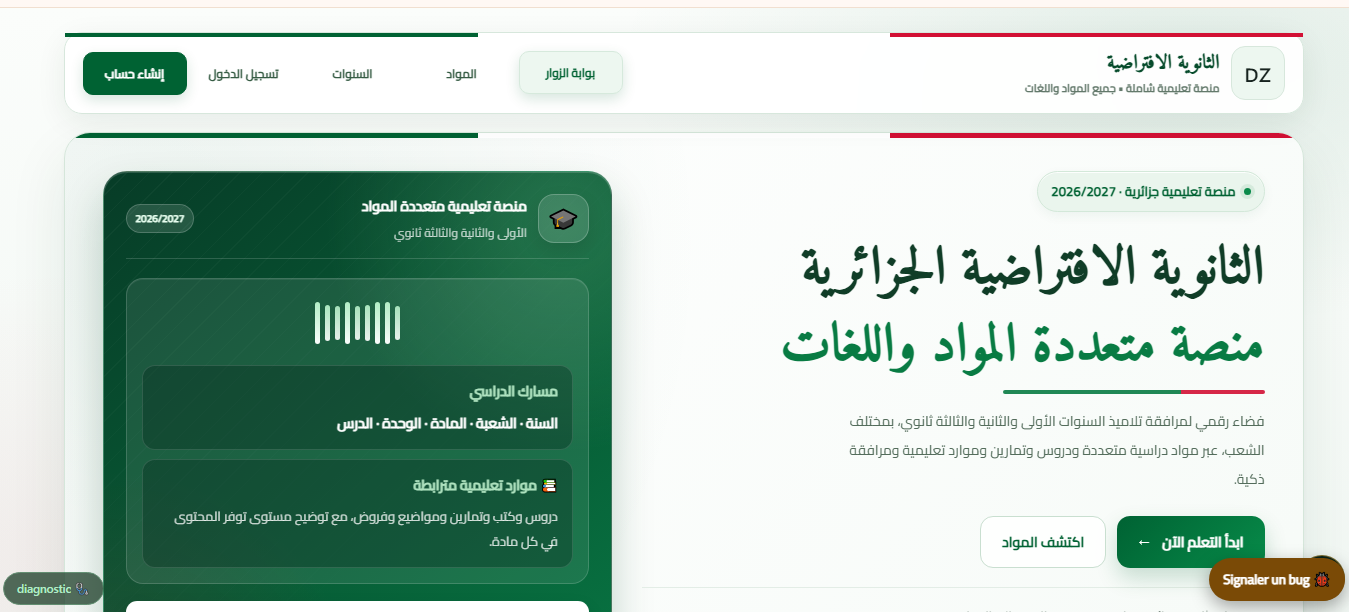 DZ
الثانوية الافتراضية
منصة تعليمية شاملة • جميع المواد واللغات
بوابة الزوار
المواد
السنوات
تسجيل الدخول
إنشاء حساب
منصة تعليمية جزائرية · 2026/2027
الثانوية الافتراضية الجزائرية
منصة متعددة المواد واللغات
فضاء رقمي لمرافقة تلاميذ السنوات الأولى والثانية والثالثة ثانوي، بمختلف
الشعب، عبر مواد دراسية متعددة ودروس وتمارين وموارد تعليمية ومرافقة
ذكية.
ابدأ التعلم الآن ←
اكتشف المواد
منصة تعليمية متعددة المواد
الأولى والثانية والثالثة ثانوي
2026/2027
مسارك الدراسي
السنة · الشعبة · المادة · الوحدة · الدرس
موارد تعليمية مترابطة
دروس وكتب وتمارين ومواضيع وفروض، مع توضيح مستوى توفر المحتوى
في كل مادة.
Signaler un bug
diagnostic